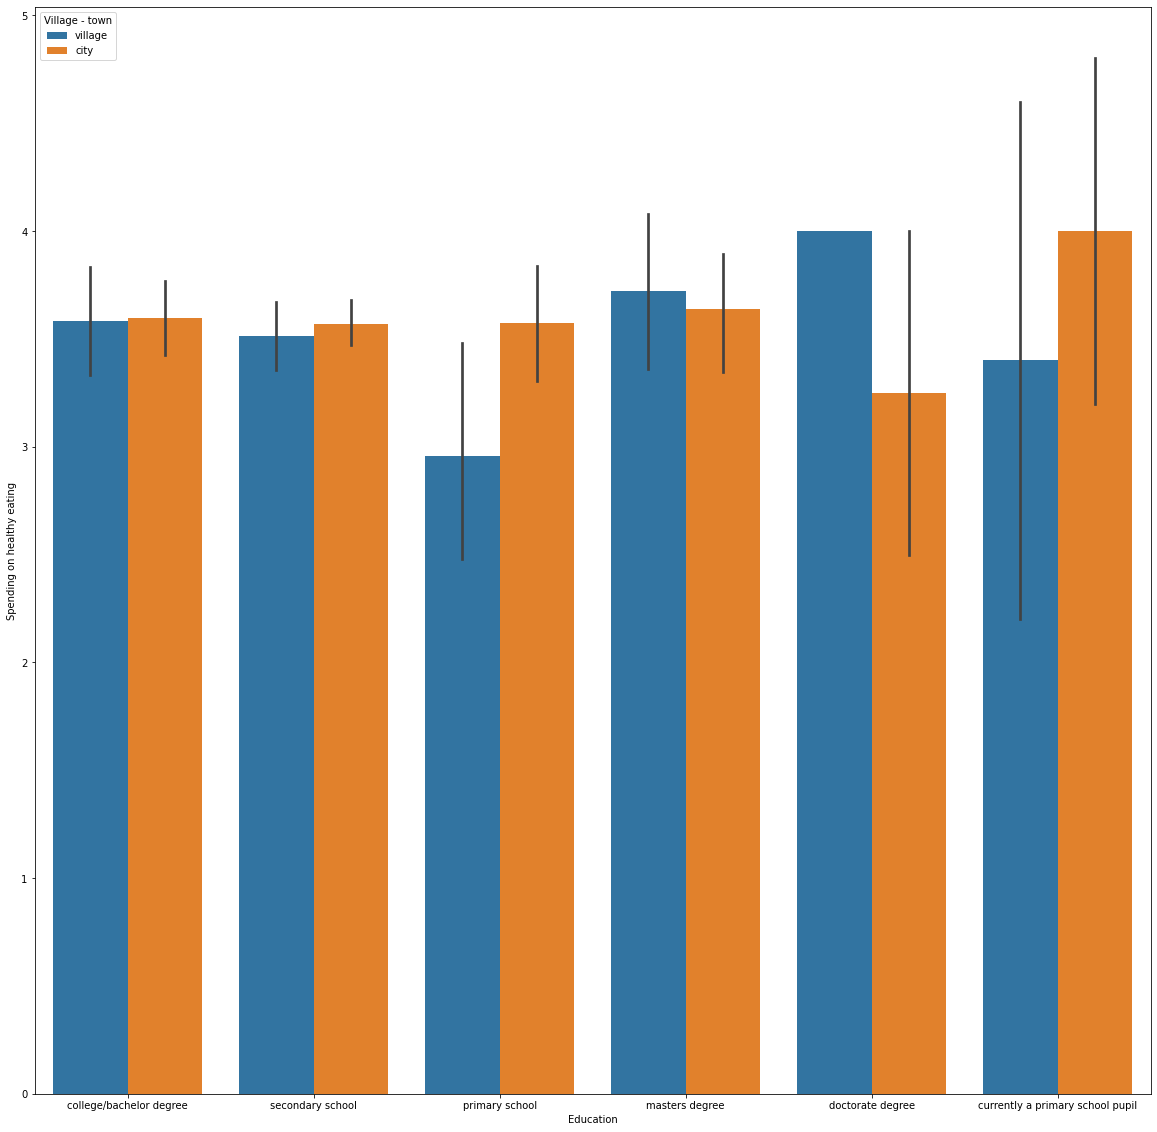 Village - town
village
city
5
4
3
2
1
0
Spending on healthy eating
college/bachelor degree
secondary school
primary school
masters degree
doctorate degree
currently a primary school pupil
Education